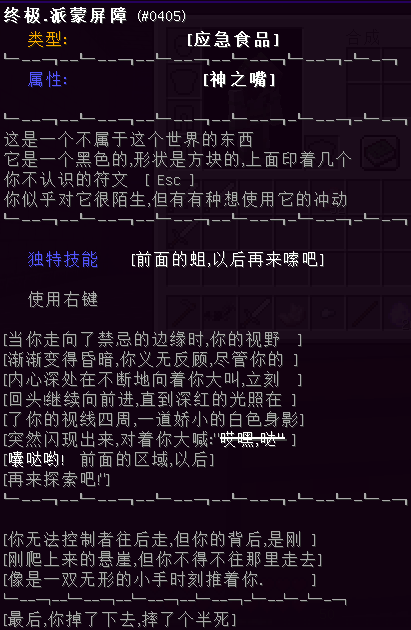 终极.派蒙屏障 (#0405)
类型: [应急食品]
属性: [神之嘴]
这是一个不属于这个世界的东西
它是一个黑色的,形状是方块的,上面印着几个
你不认识的符文 [ Esc ]
你似乎对它很陌生,但有有种想使用它的冲动
独特技能 [前面的蛆,以后再来嗦吧]
使用右键
[当你走向了禁忌的边缘时,你的视野 ]
[渐渐变得昏暗,你义无反顾,尽管你的 ]
[内心深处在不断地向着你大叫,立刻 ]
[回头!继续向前进,直到深红的光照在 ]
[了你的视线四周,一道娇小的白色身影]
[突然闪现出来,对着你大喊:"哎嘿,哒" ]
[嚷哒哟! 前面的区域,以后]
[再来探索吧!"]
[你无法控制者往后走,但你的背后,是刚 ]
[刚爬上来的悬崖,但你不得不往那里走去]
[像是一双无形的小手时刻推着你. ]
[最后,你掉了下去,摔了个半死]